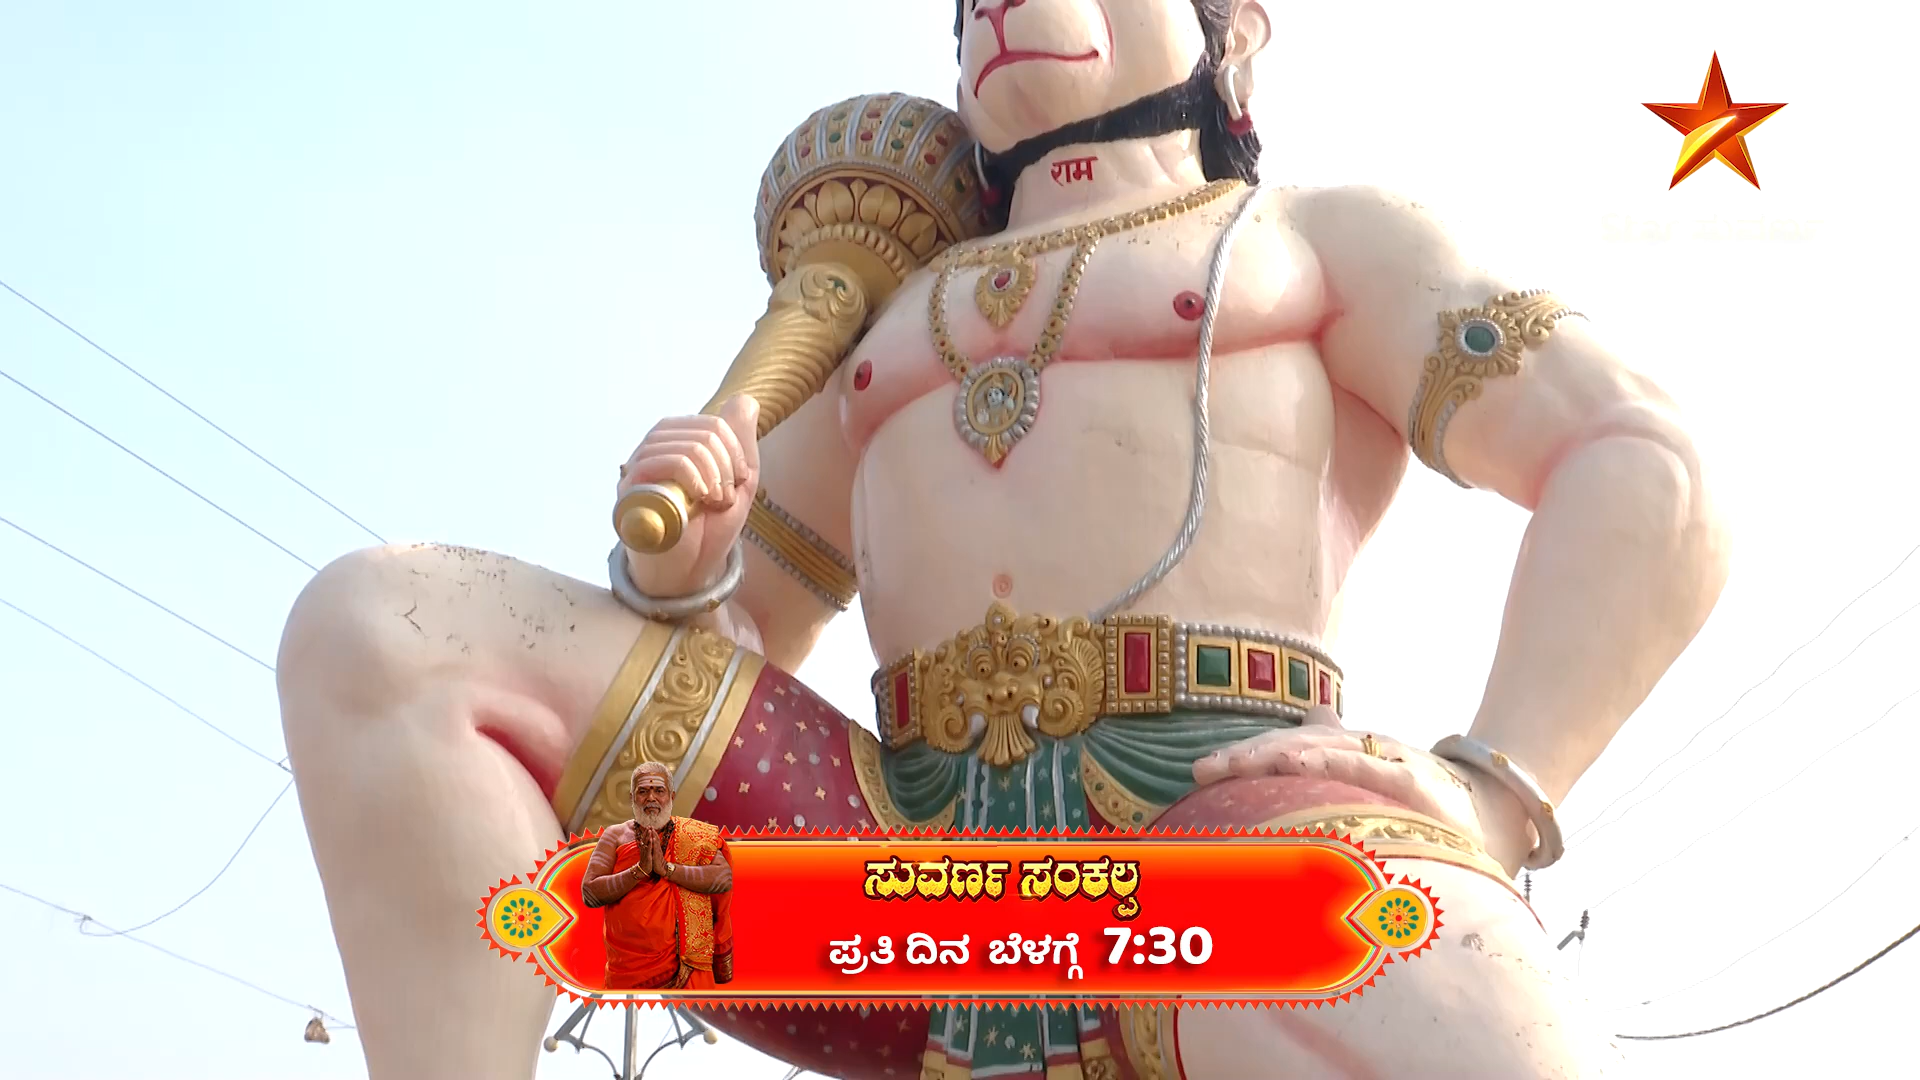 राम
ಸುವರ್ಣ ಸಂಕಲ್ಪ
ಪ್ರತಿ ದಿನ ಬೆಳಗ್ಗೆ 7:30